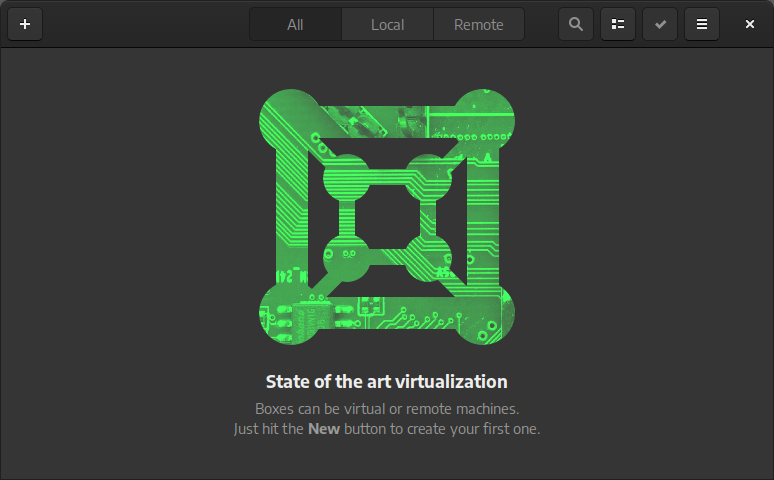 All
Local
Remote
State of the art virtualization
Boxes can be virtual or remote machines.
Just hit the New button to create your first one.